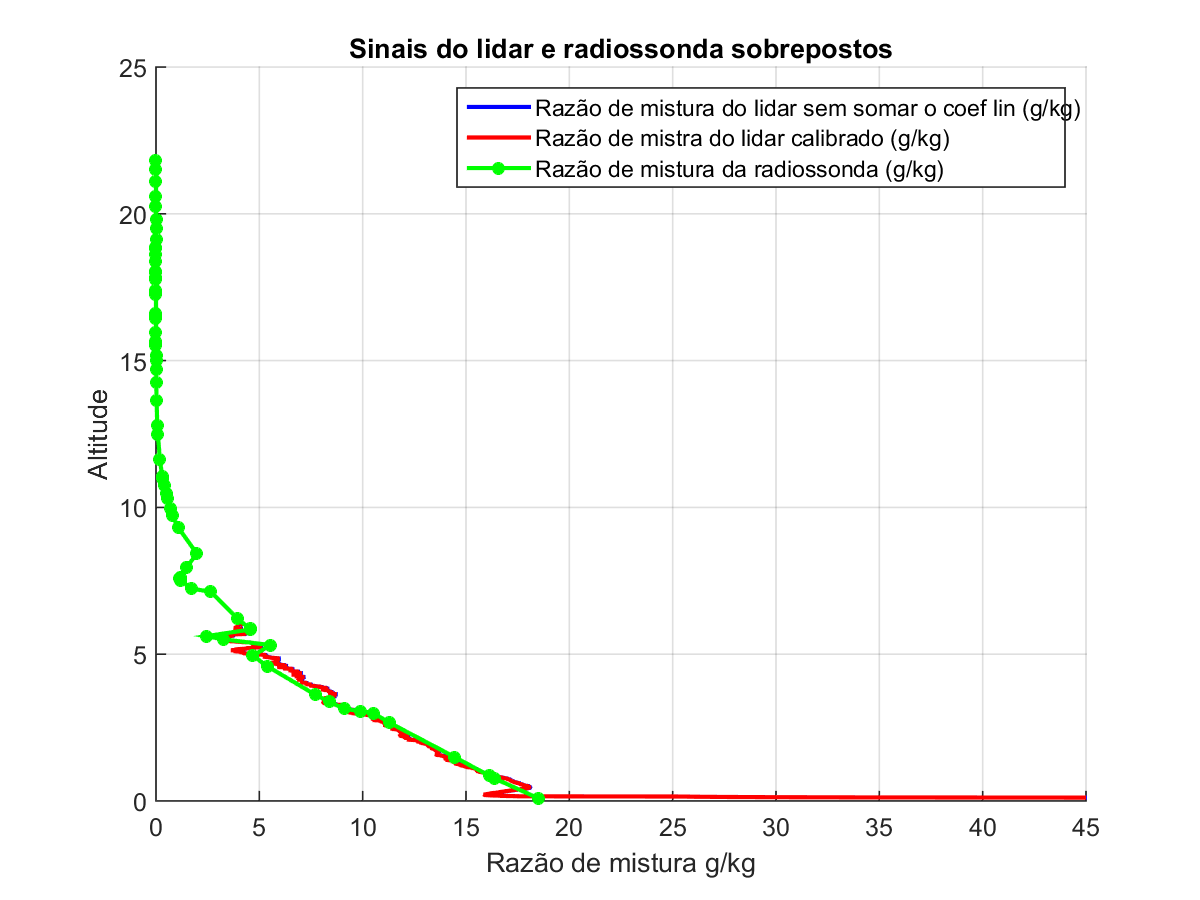 Sinais do lidar e radiossonda sobrepostos
25
20
15
10
5
0
Altitude
Razão de mistura do lidar sem somar o coef lin (g/kg)
Razão de mistra do lidar calibrado (g/kg)
Razão de mistura da radiossonda (g/kg)
0 5 10 15 20 25 30 35 40 45
Razão de mistura g/kg